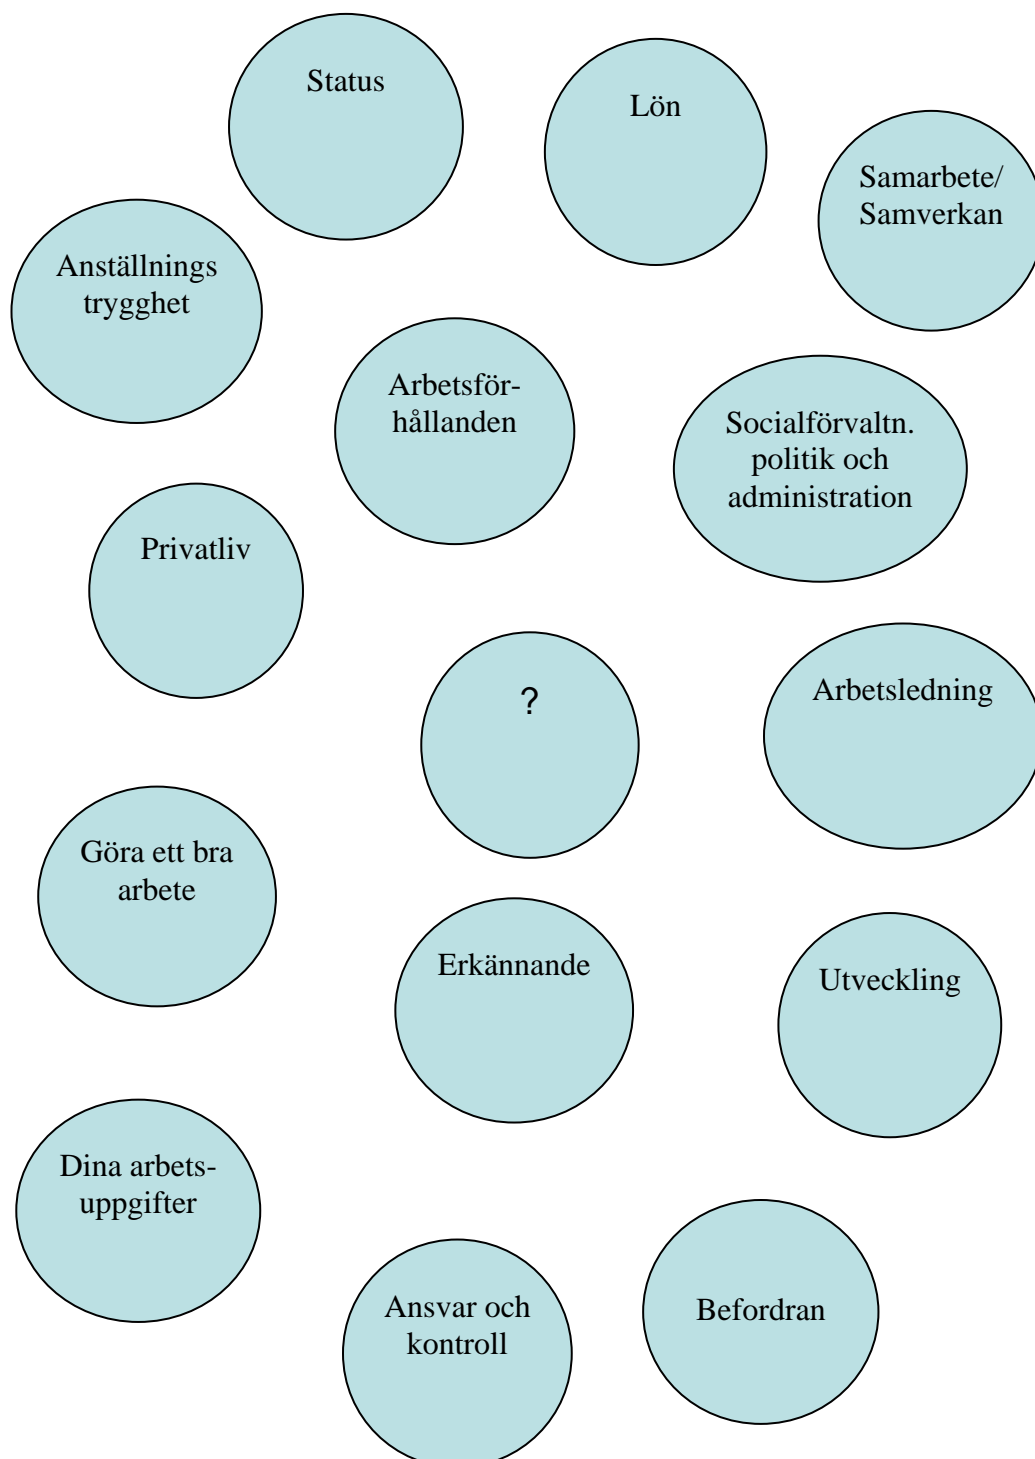 Status
Lön
Samarbete/
Samverkan
Anställnings
trygghet
Arbetsför-
hållanden
Socialförvaltn.
politik och
administration
Privatliv
?
Arbetsledning
Göra ett bra
arbete
Erkännande
Utveckling
Dina arbets-
uppgifter
Ansvar och
kontroll
Befordran